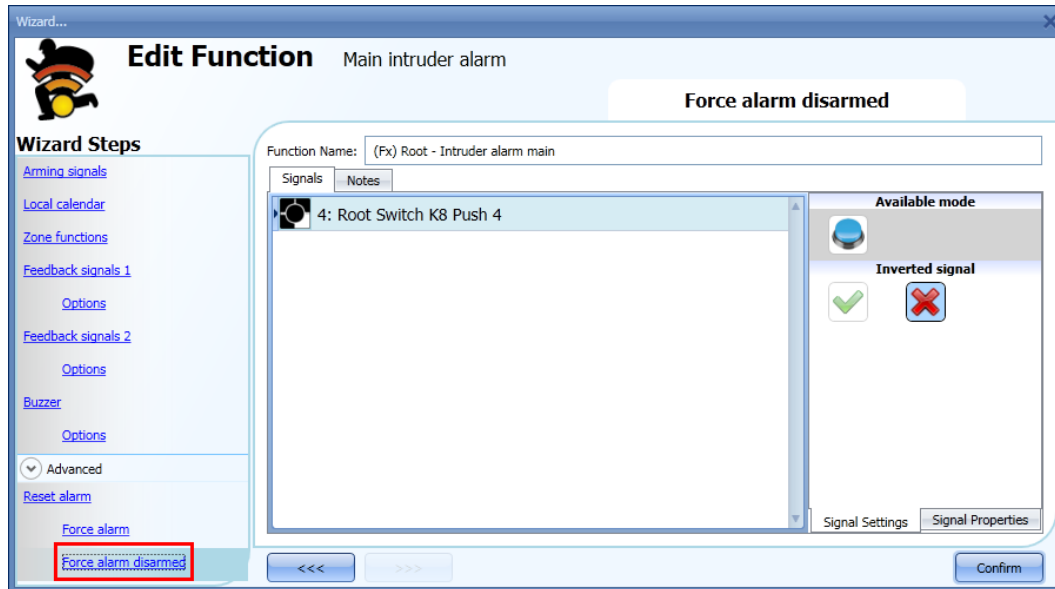 Wizard...
Edit Function Main intruder alarm
Force alarm disarmed
Wizard Steps
Arming signals
Local calendar
Zone functions
Feedback signals 1
Options
Feedback signals 2
Options
Buzzer
Options
Advanced
Reset alarm
Force alarm
Force alarm disarmed
Function Name: (Fx) Root - Intruder alarm main
Signals Notes
4: Root Switch K8 Push 4
Available mode
Inverted signal
Signal Settings Signal Properties
<<< >>> Confirm